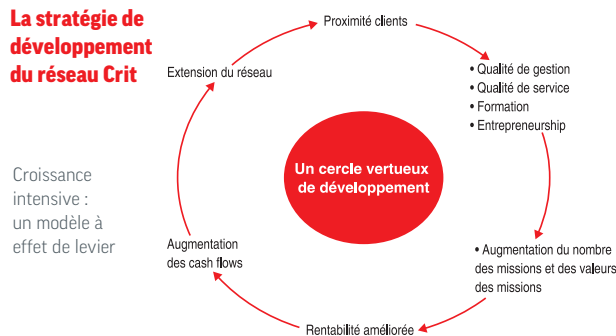 La stratégie de
développement
du réseau Crit
Croissance
intensive :
un modèle à
effet de levier
Proximité clients
• Qualité de gestion
• Qualité de service
• Formation
• Entrepreneurship
• Augmentation du nombre
des missions et des valeurs
des missions
Rentabilité améliorée
Augmentation
des cash flows
Extension du réseau
Un cercle vertueux
de développement